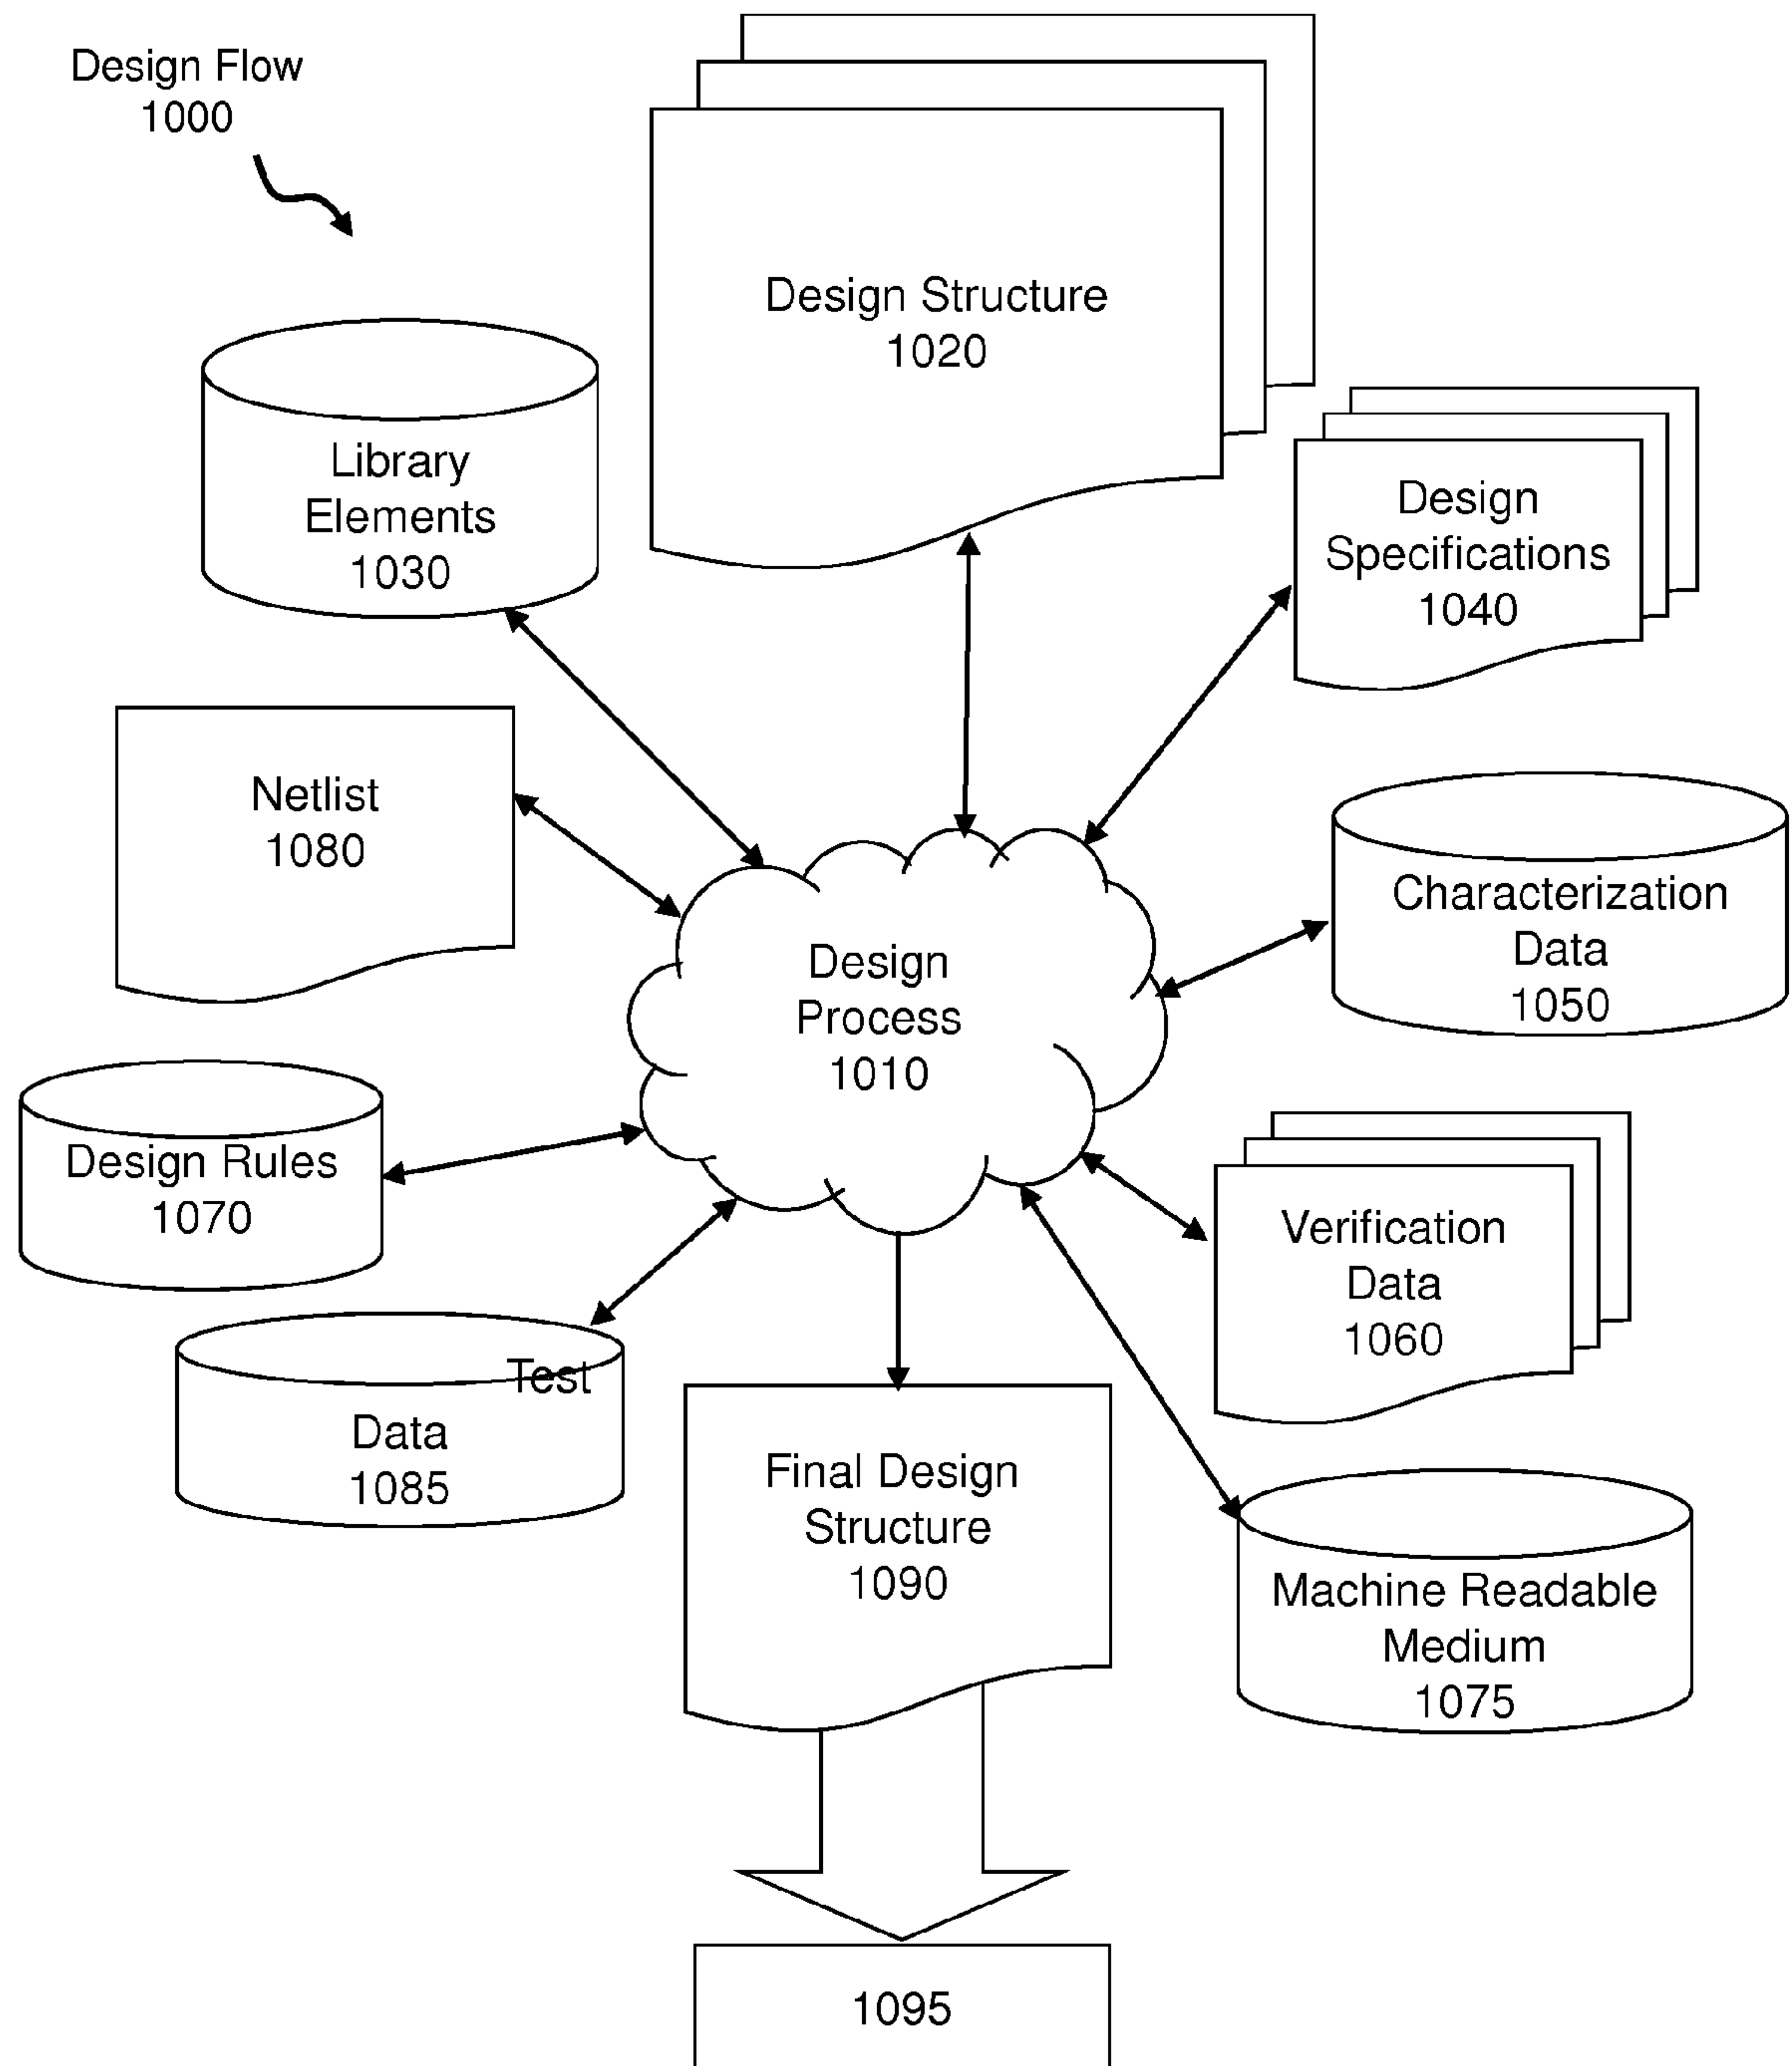 Design Flow
1000
Design Structure
1020
Library
Elements
1030
Design
Specifications
1040
Netlist
1080
Characterization
Data
1050
Design
Process
1010
Design Rules
1070
Verification
Data
1060
Test
Data
1085
Final Design
Structure
1090
Machine Readable
Medium
1075
1095